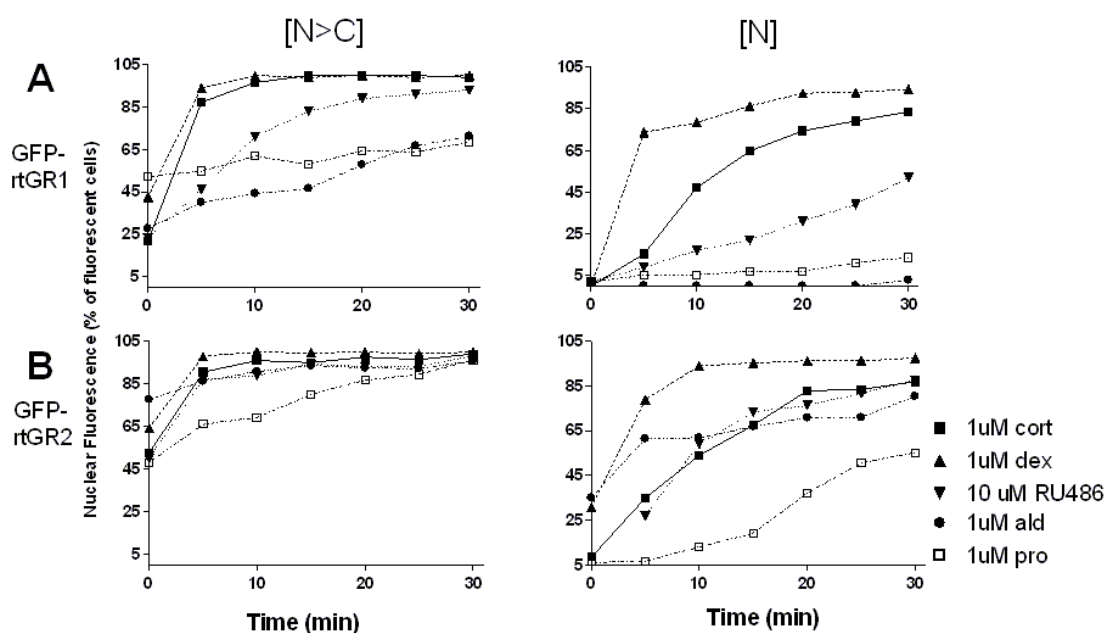 [N>C]
[N]
A
GFP-
rtGR1
105
85
65
45
25
5
0
10
20
30
105
85
65
45
25
5
0
10
20
30
Nuclear Fluorescence (% of fluorescent cells)
B
GFP-
rtGR2
105
85
65
45
25
5
0
10
20
30
Time (min)
105
85
65
45
25
5
0
10
20
30
Time (min)
1uM cort
1uM dex
10 uM RU486
1uM ald
1uM pro